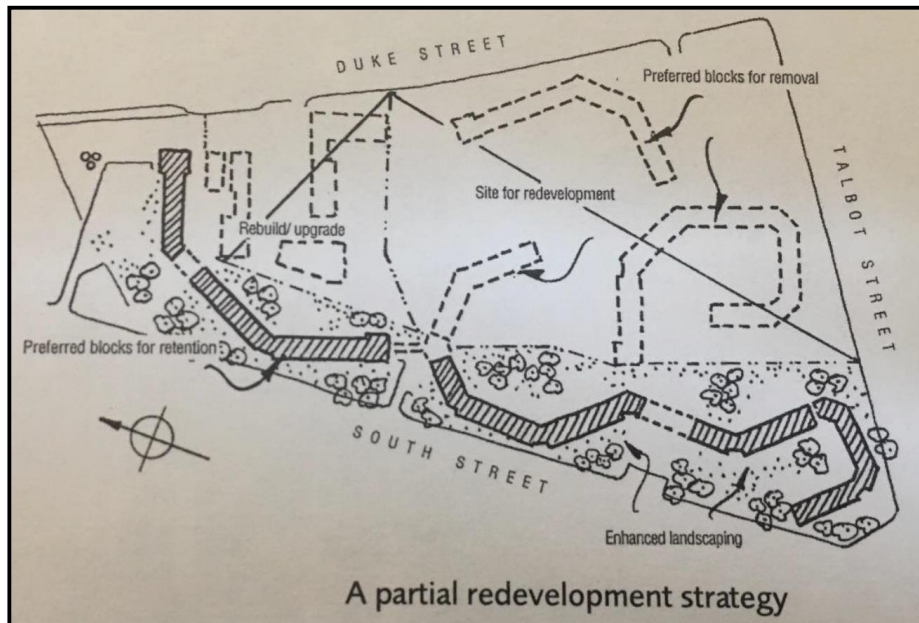 DUKE STREET
Preferred blocks for removal
TALBOT STREET
Site for redevelopment
Rebuild/ upgrade
Preferred blocks for retention
SOUTH STREET
Enhanced landscaping
A partial redevelopment strategy